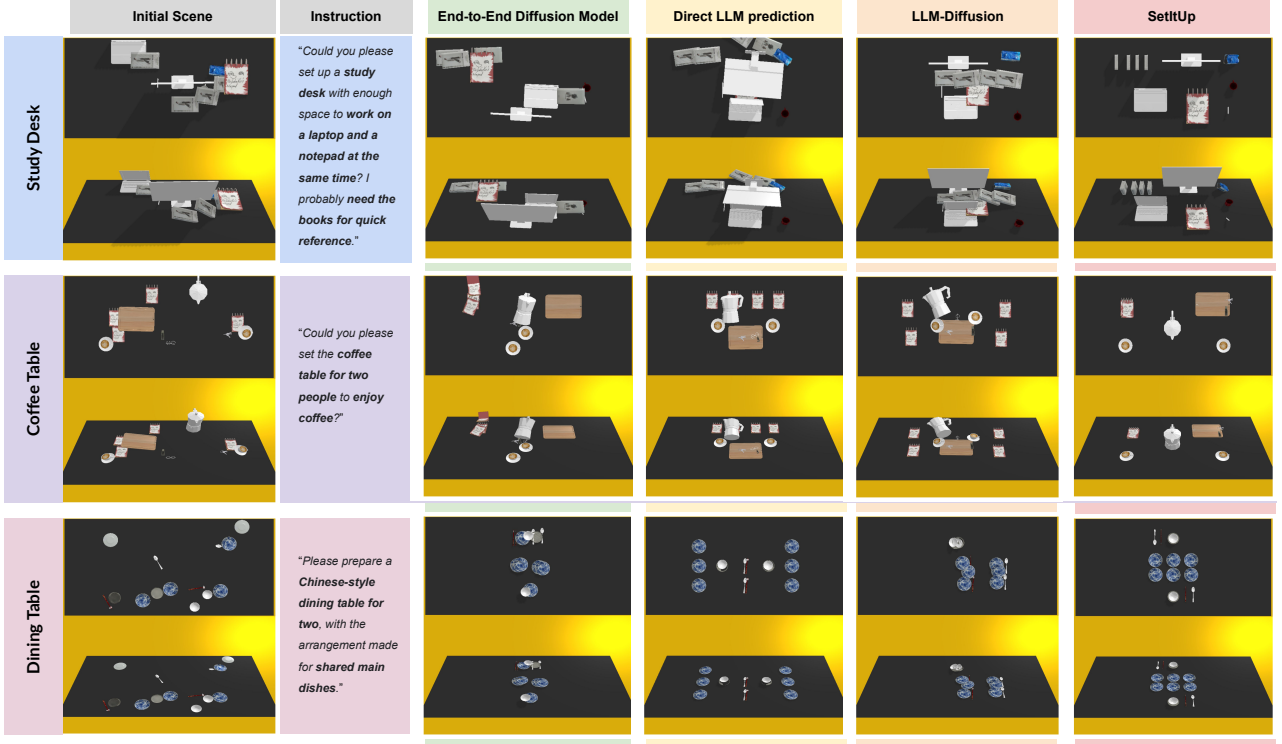 Initial Scene
Instruction
End-to-End Diffusion Model
Direct LLM prediction
LLM-Diffusion
SetItUp
Study Desk
“Could you please
set up a study
desk with enough
space to work on
a laptop and a
notepad at the
same time? I
probably need the
books for quick
reference.”
Coffee Table
“Could you please
set the coffee
table for two
people to enjoy
coffee?”
Dining Table
“Please prepare a
Chinese-style
dining table for
two, with the
arrangement made
for shared main
dishes.”